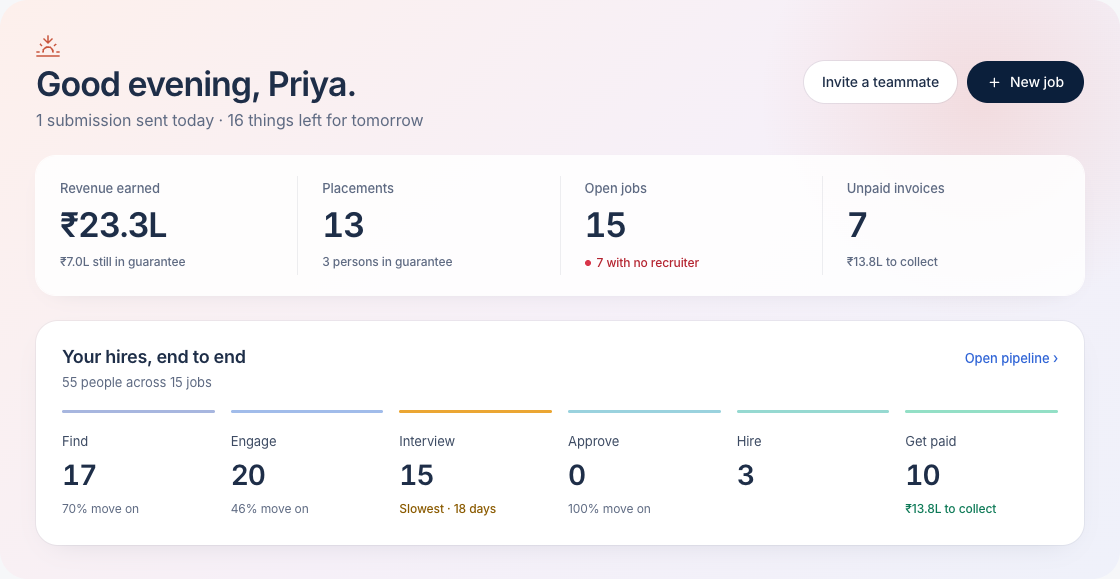 Good evening, Priya.
1 submission sent today · 16 things left for tomorrow
Invite a teammate
+ New job
Revenue earned
₹23.3L
₹7.0L still in guarantee
Placements
13
3 persons in guarantee
Open jobs
15
7 with no recruiter
Unpaid invoices
7
₹13.8L to collect
Your hires, end to end
55 people across 15 jobs
Open pipeline ›
Find
17
70% move on
Engage
20
46% move on
Interview
15
Slowest · 18 days
Approve
0
100% move on
Hire
3
Get paid
10
₹13.8L to collect